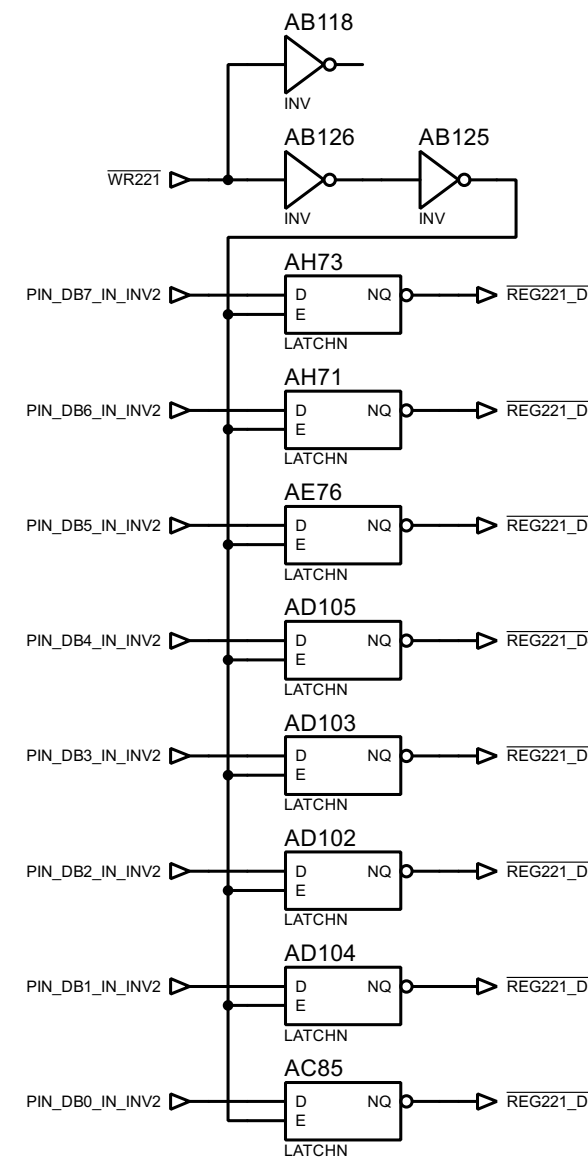 AB118
INV
AB126 AB125
WR221
INV INV
AH73
PIN_DB7_IN_INV2 D NQ REG221_D
E
LATCHN
AH71
PIN_DB6_IN_INV2 D NQ REG221_D
E
LATCHN
AE76
PIN_DB5_IN_INV2 D NQ REG221_D
E
LATCHN
AD105
PIN_DB4_IN_INV2 D NQ REG221_D
E
LATCHN
AD103
PIN_DB3_IN_INV2 D NQ REG221_D
E
LATCHN
AD102
PIN_DB2_IN_INV2 D NQ REG221_D
E
LATCHN
AD104
PIN_DB1_IN_INV2 D NQ REG221_D
E
LATCHN
AC85
PIN_DB0_IN_INV2 D NQ REG221_D
E
LATCHN